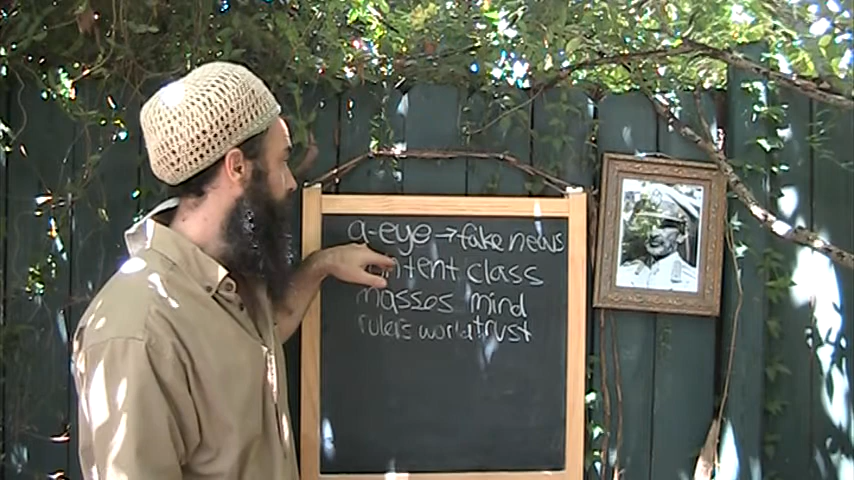 a-eye → fake news
class
masses mind
rulers world trust